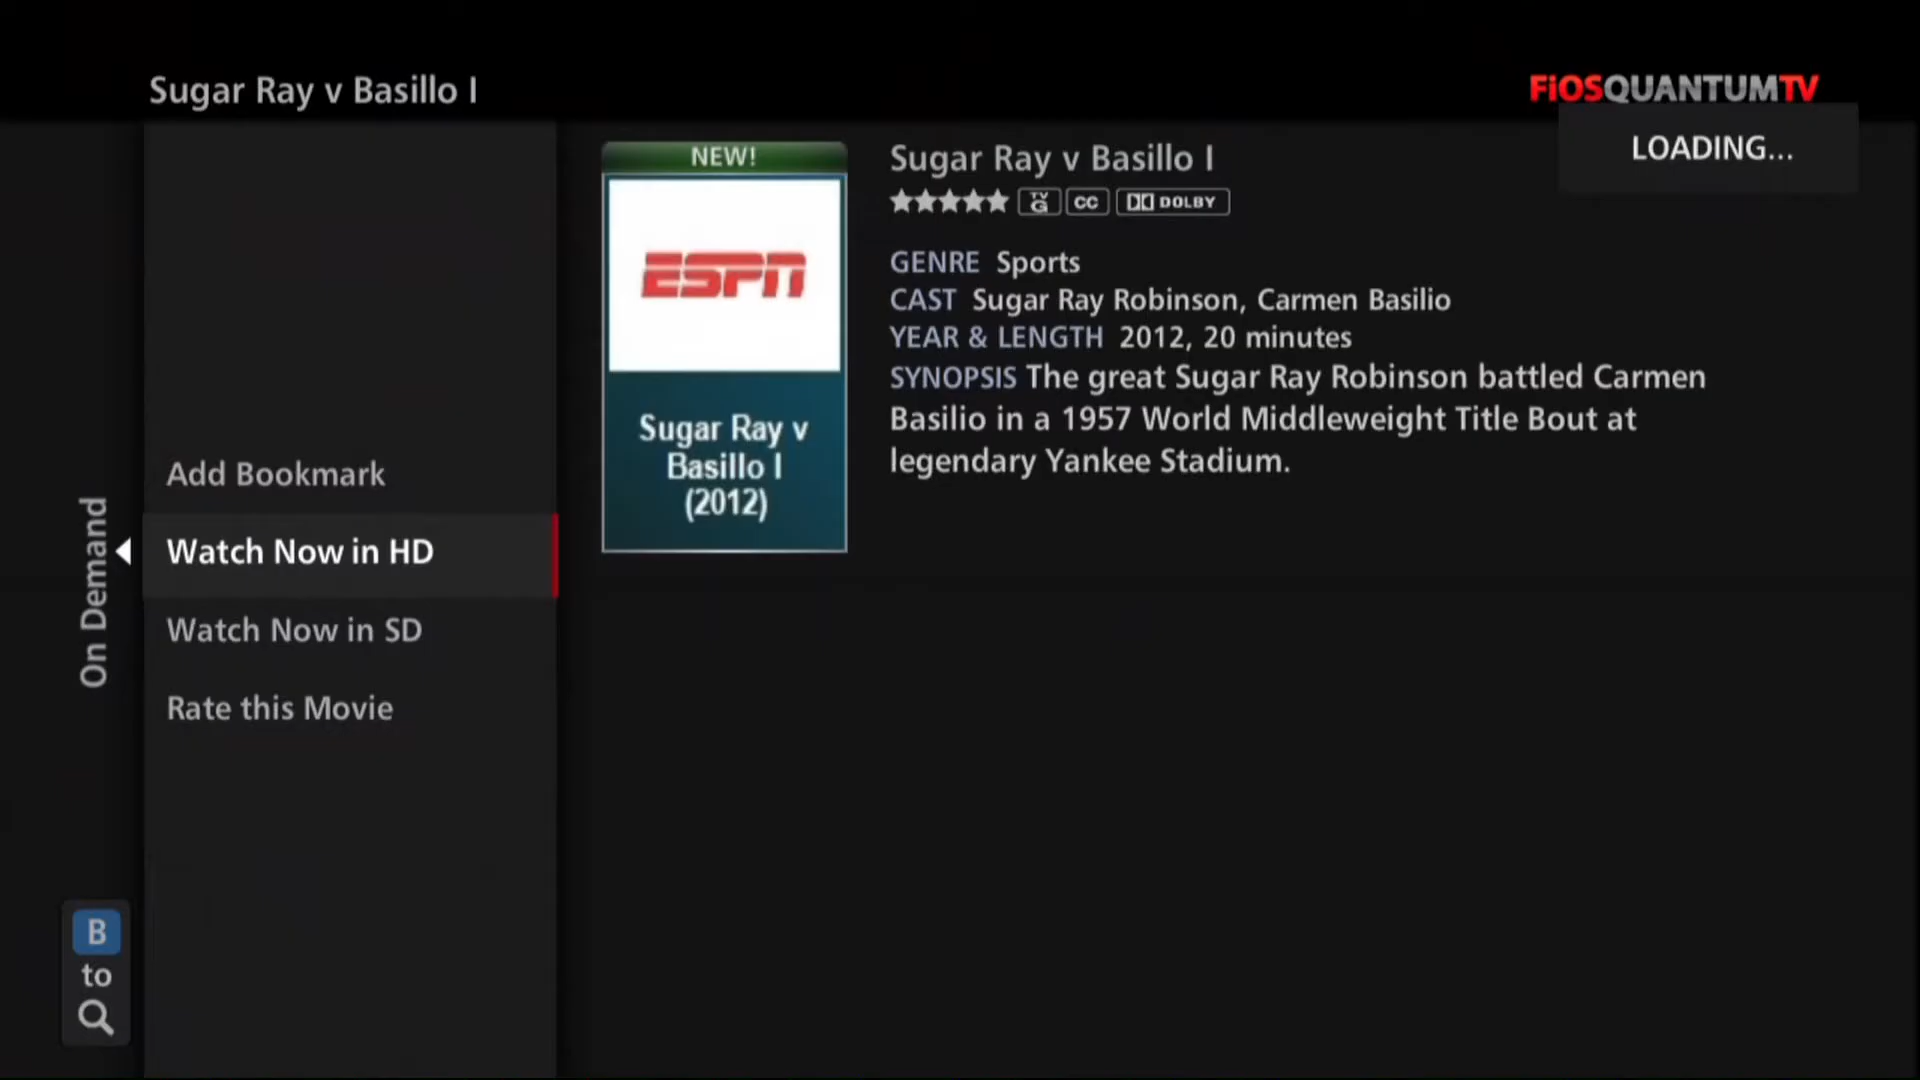 Sugar Ray v Basillo I
FiOSQUANTUMTV
LOADING...
NEW!
ESPN
Sugar Ray v
Basillo I
(2012)
Sugar Ray v Basillo I
TV G CC DOLBY
GENRE Sports
CAST Sugar Ray Robinson, Carmen Basilio
YEAR & LENGTH 2012, 20 minutes
SYNOPSIS The great Sugar Ray Robinson battled Carmen
Basilio in a 1957 World Middleweight Title Bout at
legendary Yankee Stadium.
On Demand
Add Bookmark
Watch Now in HD
Watch Now in SD
Rate this Movie
B
to